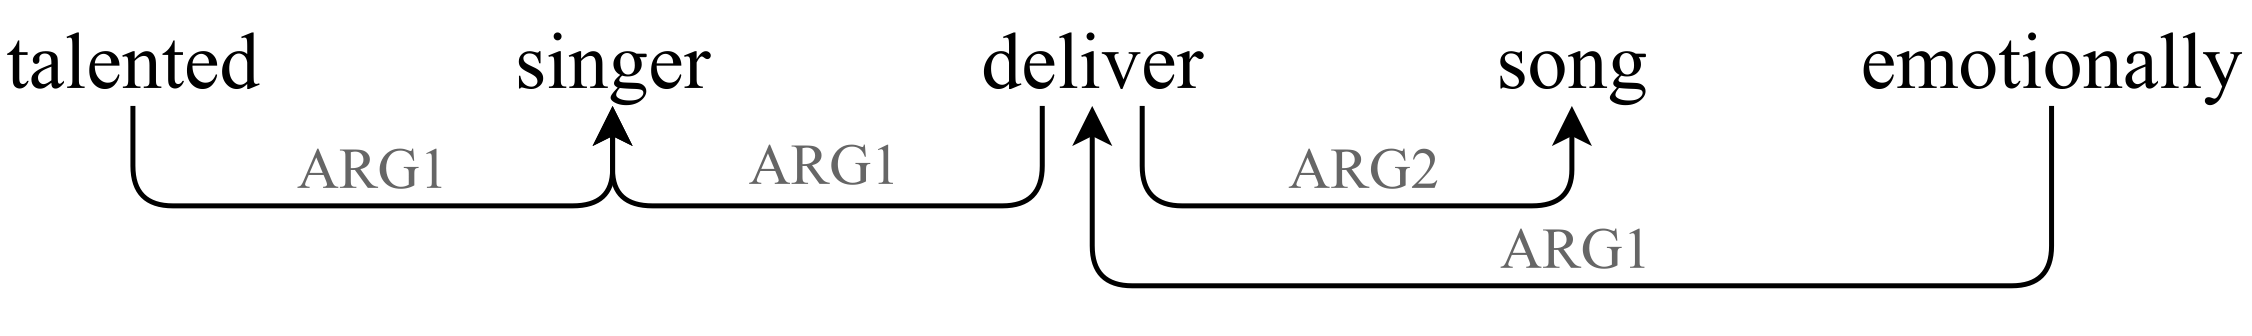 talented singer deliver song emotionally
ARG1 ARG1 ARG2
ARG1